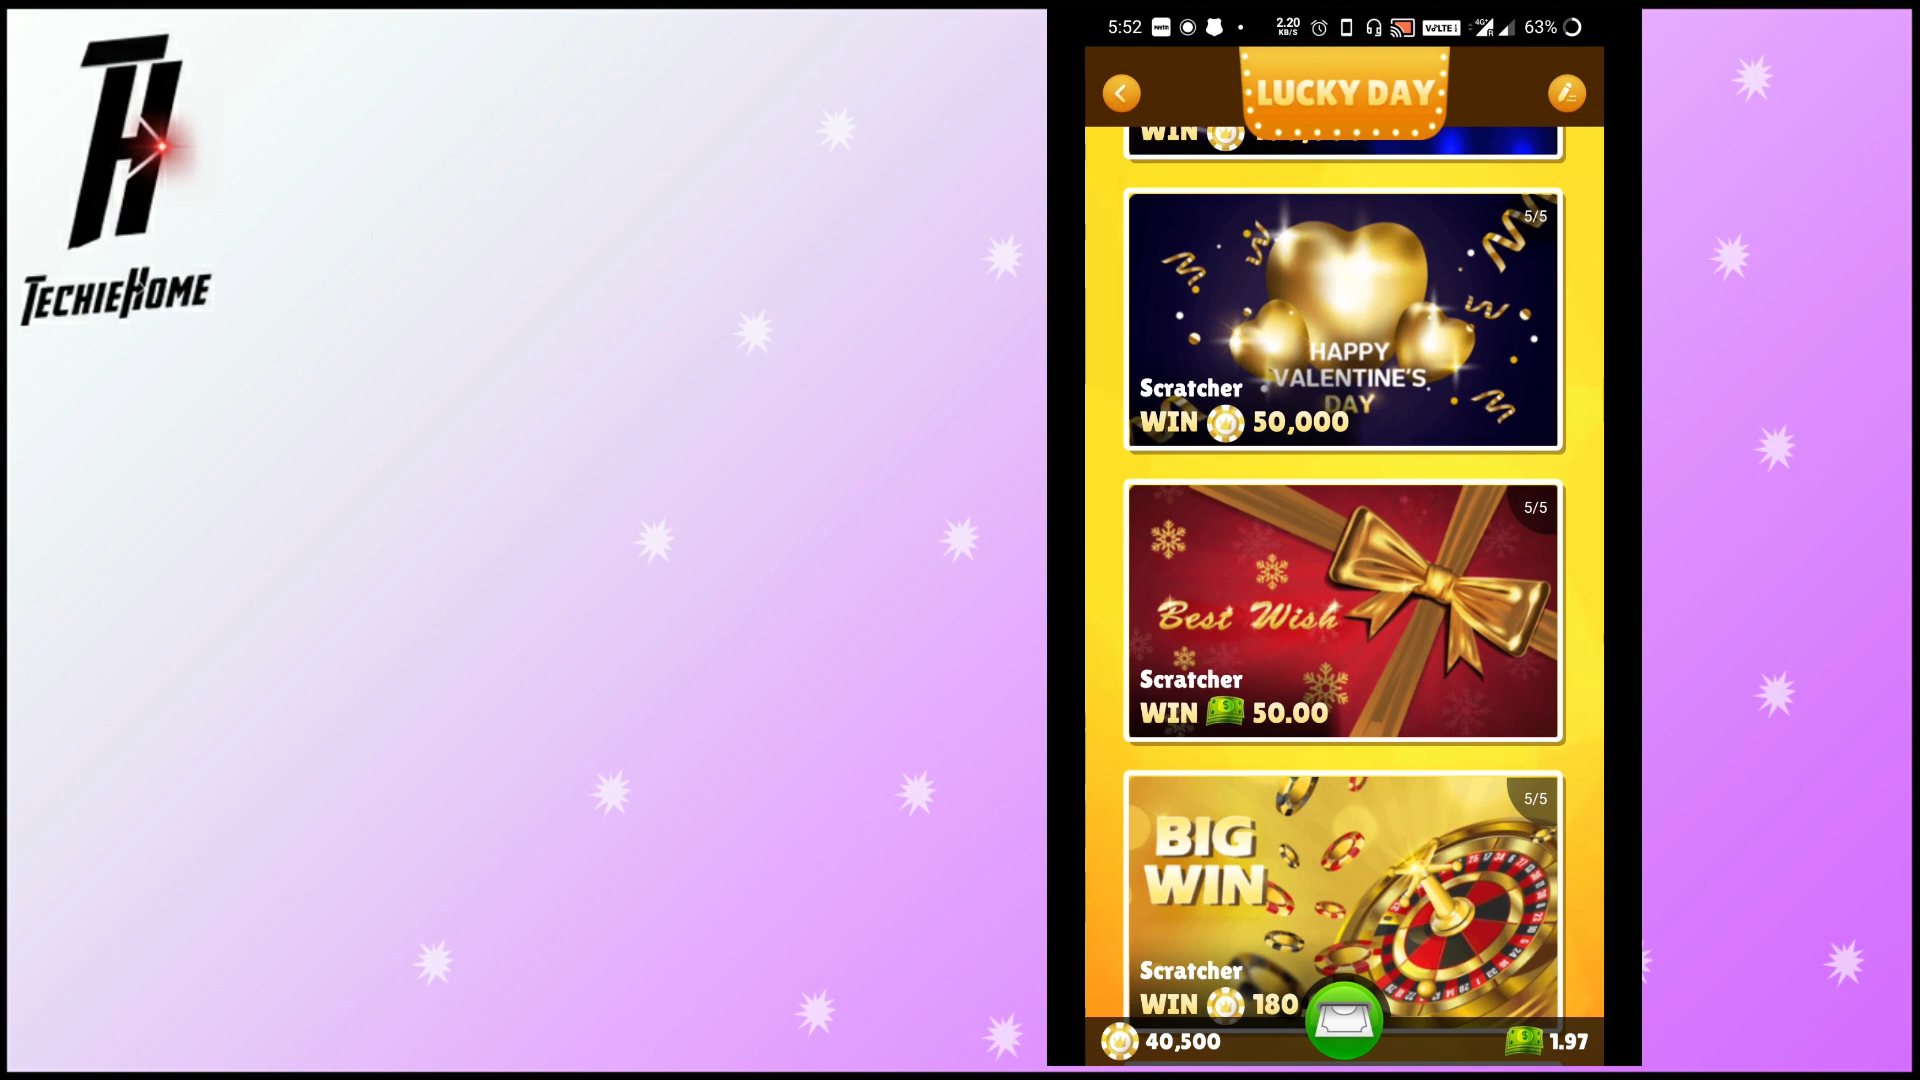 TECHIEHOME
5:52
2.20
KB/S
VoLTE
4G+
R
63%
LUCKY DAY
WIN
5/5
HAPPY
VALENTINE'S
DAY
Scratcher
WIN 50,000
5/5
Best Wish
Scratcher
WIN 50.00
5/5
BIG
WIN
Scratcher
WIN 180
40,500
1.97